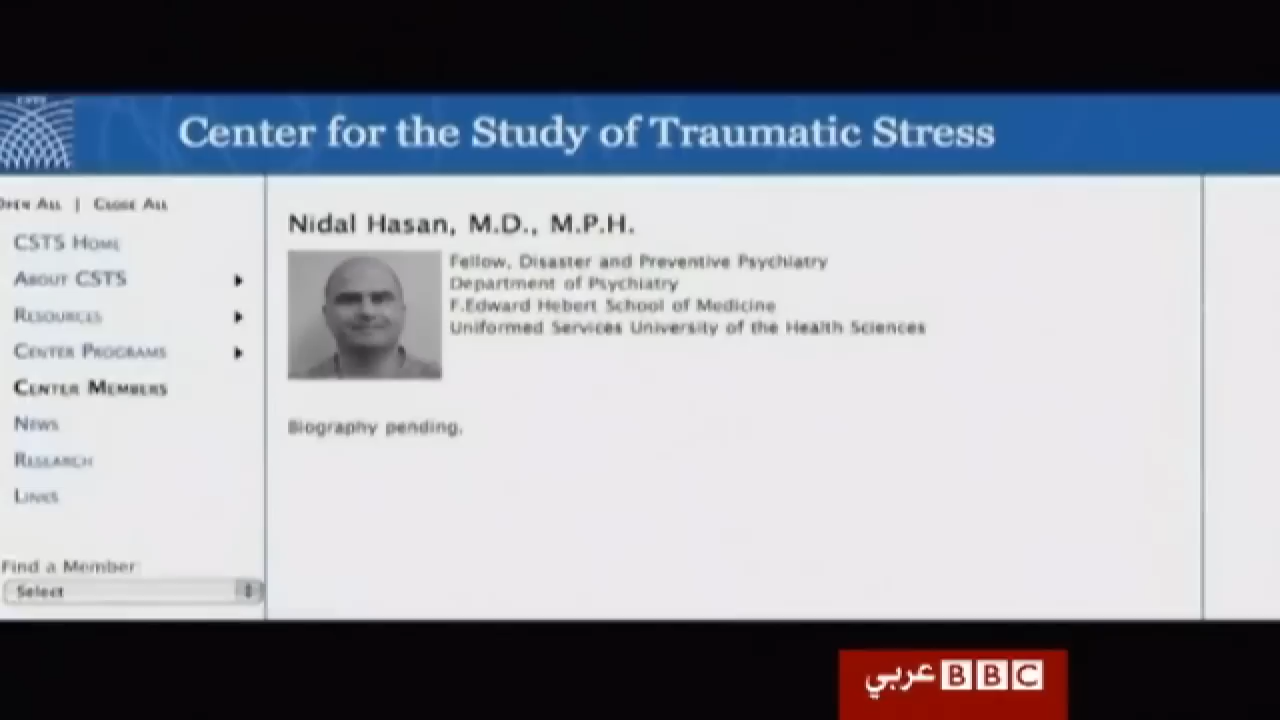 CSTS
Center for the Study of Traumatic Stress
OPEN ALL | CLOSE ALL
CSTS HOME
ABOUT CSTS
RESOURCES
CENTER PROGRAMS
CENTER MEMBERS
NEWS
RESEARCH
LINKS
Find a Member
Select
Nidal Hasan, M.D., M.P.H.
Fellow, Disaster and Preventive Psychiatry
Department of Psychiatry
F.Edward Hebert School of Medicine
Uniformed Services University of the Health Sciences
Biography pending.
عربي BBC